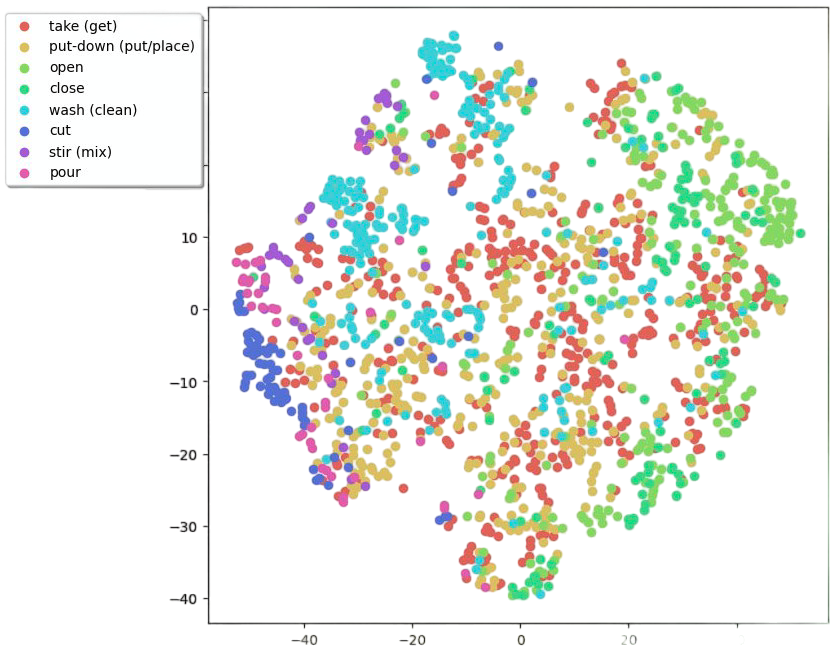 take (get)
put-down (put/place)
open
close
wash (clean)
cut
stir (mix)
pour
10
0
−10
−20
−30
−40
−40
−20
0
20